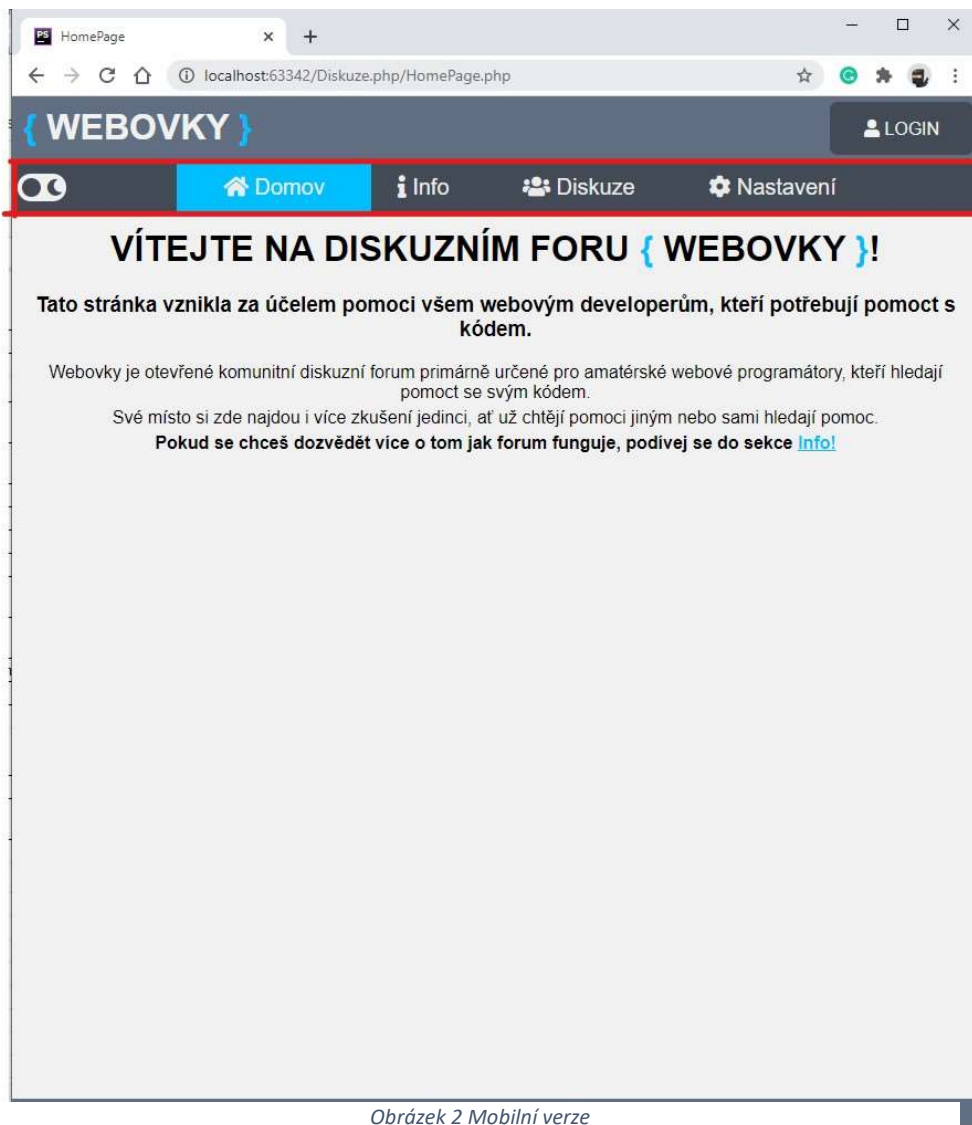 HomePage
localhost:63342/Diskuze.php/HomePage.php
{ WEBOVKY }
LOGIN
Domov
Info
Diskuze
Nastavení
VÍTEJTE NA DISKUZNÍM FORU { WEBOVKY }!
Tato stránka vznikla za účelem pomoci všem webovým developerům, kteří potřebují pomoct s
kódem.
Webovky je otevřené komunitní diskuzní forum primárně určené pro amatérské webové programátory, kteří hledají
pomoct se svým kódem.
Své místo si zde najdou i více zkušení jedinci, ať už chtějí pomoci jiným nebo sami hledají pomoc.
Pokud se chceš dozvědět více o tom jak forum funguje, podívej se do sekce Info!
Obrázek 2 Mobilní verze